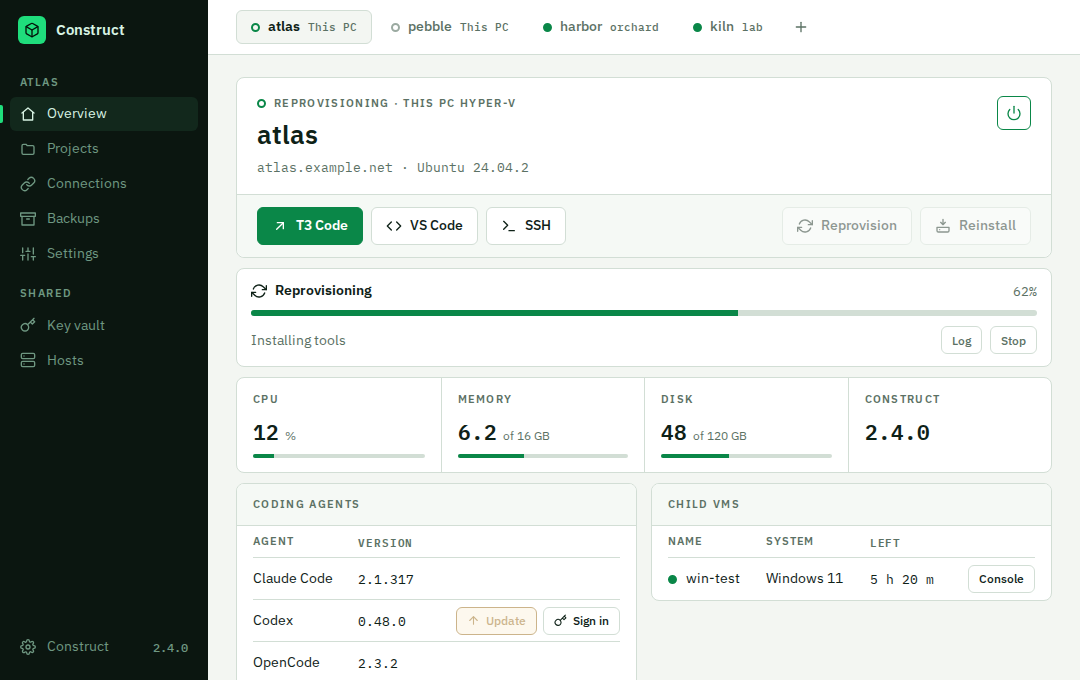 Construct
ATLAS
Overview
Projects
Connections
Backups
Settings
SHARED
Key vault
Hosts
Construct 2.4.0
atlas This PC
pebble This PC
harbor orchard
kiln lab
REPROVISIONING · THIS PC HYPER-V
atlas
atlas.example.net · Ubuntu 24.04.2
T3 Code
VS Code
SSH
Reprovision
Reinstall
Reprovisioning 62%
Installing tools
Log
Stop
CPU
12 %
MEMORY
6.2 of 16 GB
DISK
48 of 120 GB
CONSTRUCT
2.4.0
CODING AGENTS
AGENT VERSION
Claude Code 2.1.317
Codex 0.48.0 Update Sign in
OpenCode 2.3.2
CHILD VMS
NAME SYSTEM LEFT
win-test Windows 11 5 h 20 m Console